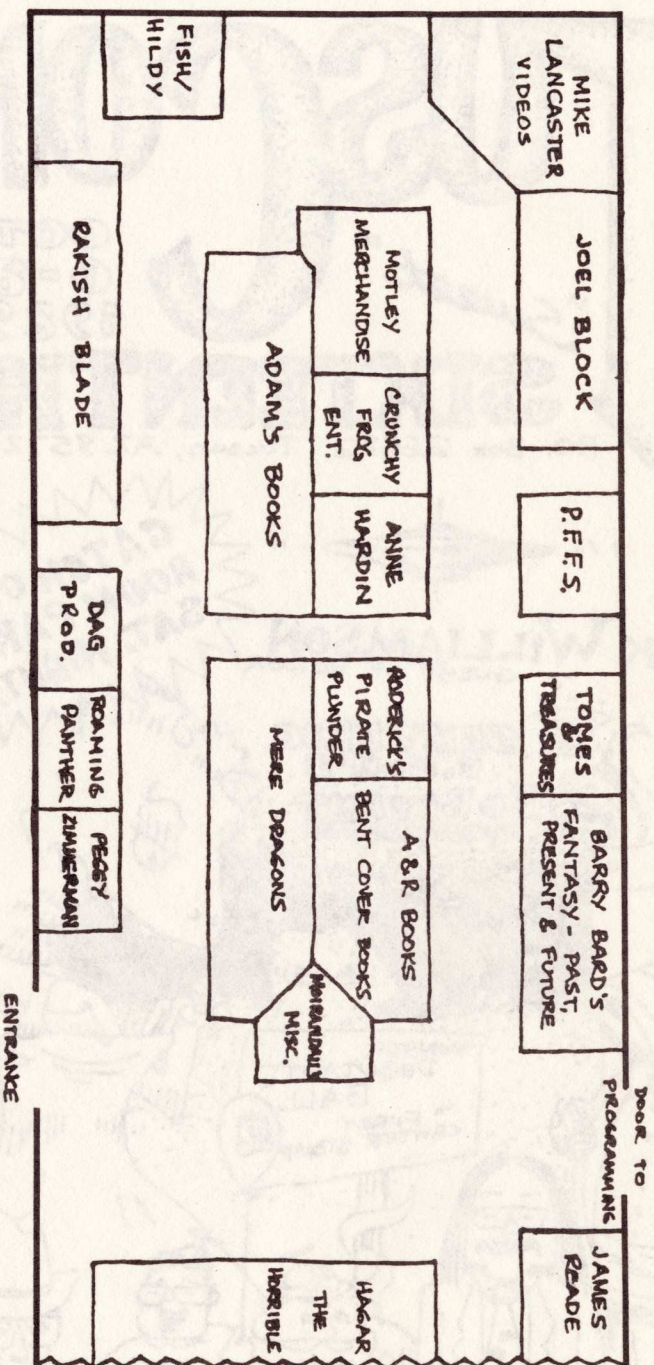 MIKE
LANCASTER
VIDEOS
JOEL BLOCK
P.F.F.S.
TOMES
&
TREASURES
BARRY BARD'S
FANTASY - PAST,
PRESENT & FUTURE
DOOR TO
PROGRAMMING
JAMES
READE
MOTLEY
MERCHANDISE
CRUNCHY
FROG
ENT.
ANNE
HARDIN
RODERICK'S
PIRATE
PLUNDER
A & R BOOKS
BENT COVER BOOKS
MISC.
HAGAR
THE
HORRIBLE
ADAM'S BOOKS
MERE DRAGONS
FISH/
HILDY
RAKISH BLADE
DAG
PROD.
ROAMING
PANTHER
PEGGY
ZIMMERMAN
ENTRANCE